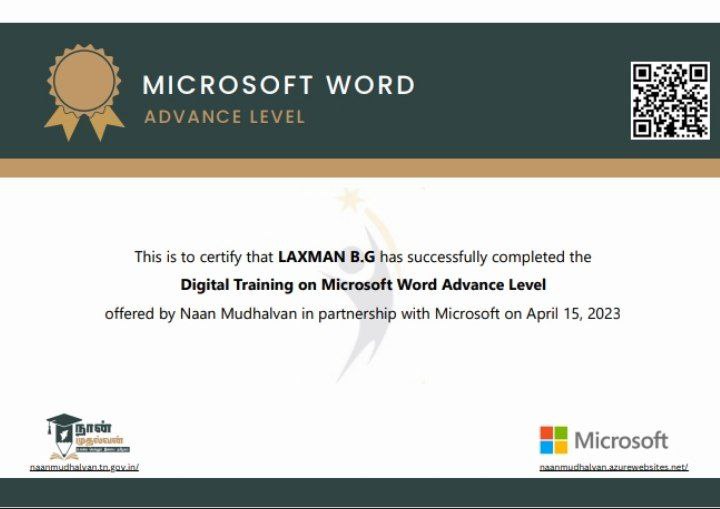 MICROSOFT WORD
ADVANCE LEVEL
This is to certify that LAXMAN B.G has successfully completed the
Digital Training on Microsoft Word Advance Level
offered by Naan Mudhalvan in partnership with Microsoft on April 15, 2023
நான்
முதல்வன்
Microsoft
naanmudhalvan.tn.gov.in/
naanmudhalvan.azurewebsites.net/